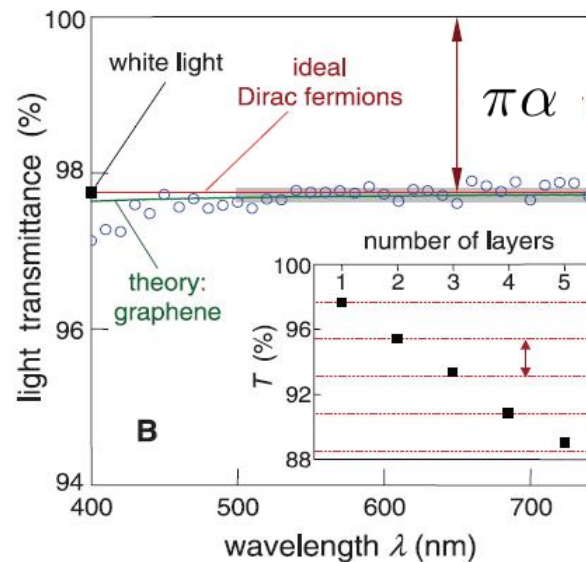 100
98
96
94
light transmittance (%)
white light
ideal
Dirac fermions
πα
theory:
graphene
B
number of layers
1 2 3 4 5
100
96
92
88
T (%)
400 500 600 700
wavelength λ (nm)